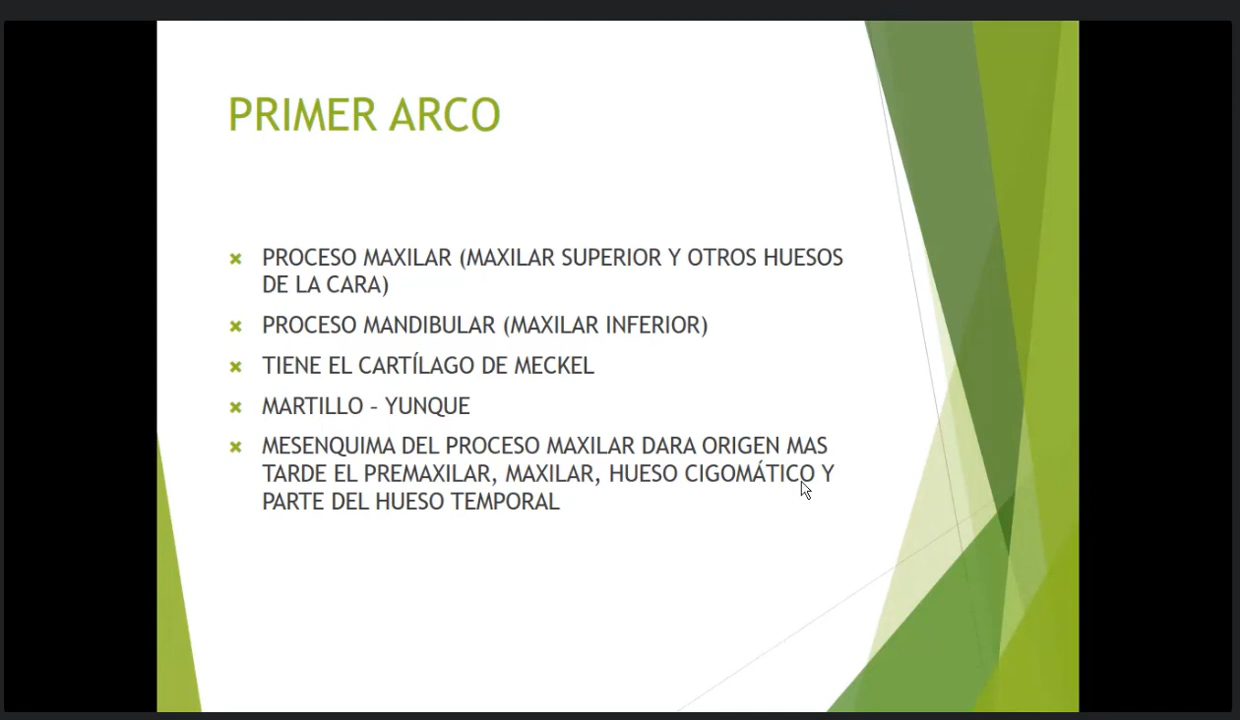 PRIMER ARCO
PROCESO MAXILAR (MAXILAR SUPERIOR Y OTROS HUESOS
DE LA CARA)
PROCESO MANDIBULAR (MAXILAR INFERIOR)
TIENE EL CARTÍLAGO DE MECKEL
MARTILLO – YUNQUE
MESENQUIMA DEL PROCESO MAXILAR DARA ORIGEN MAS
TARDE EL PREMAXILAR, MAXILAR, HUESO CIGOMÁTICO Y
PARTE DEL HUESO TEMPORAL